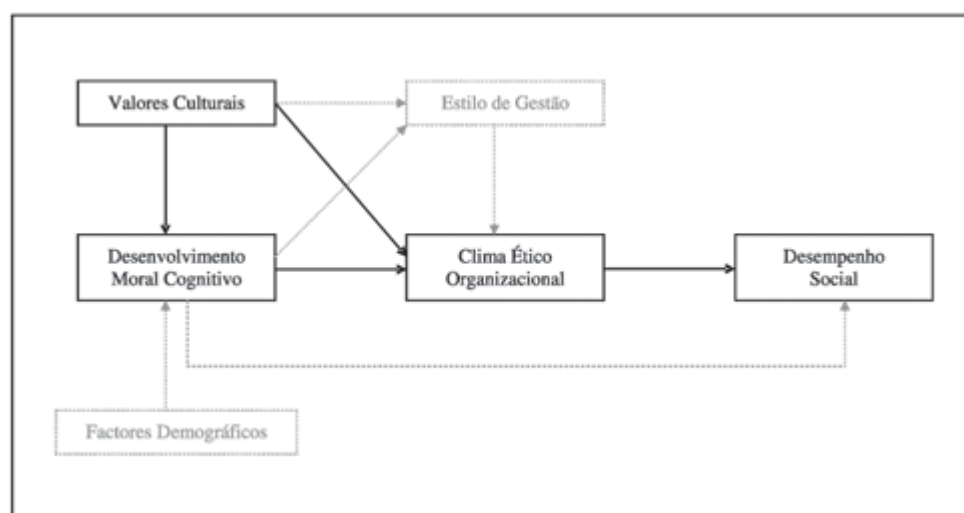 Valores Culturais
Estilo de Gestão
Desenvolvimento
Moral Cognitivo
Clima Ético
Organizacional
Desempenho
Social
Factores Demográficos